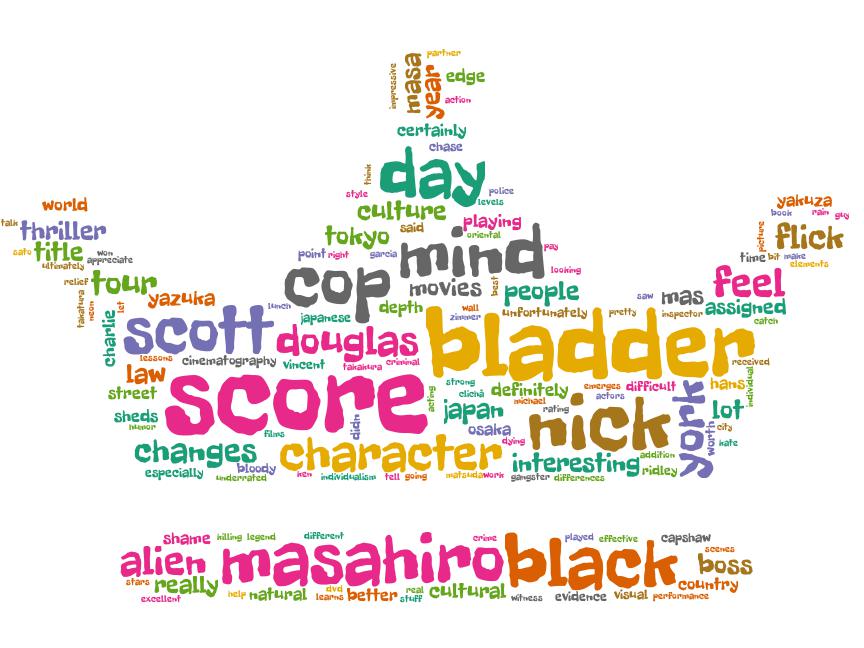 partner
impressive
masa
year
edge
action
certainly
chase
think
day
style
police
levels
culture
said
playing
tokyo
oriental
point
right
garcia
mind
pay
cop
looking
movies
best
people
world
talk
thriller
sato
title
won
ultimately
appreciate
relief
tour
takakura
neon
let
yazuka
charlie
yakuza
book
rain
guy
picture
flick
time
bit
make
elements
feel
saw
mas
assigned
inspector
catch
lunch
japanese
depth
wall
zimmer
unfortunately
pretty
scott
douglas
bladder
lessons
cinematography
vincent
takakura
criminal
received
law
street
score
acting
strong
clichã
definitely
emerges
difficult
hans
individual
michael
actors
sheds
humor
japan
rating
nick
york
lot
city
worth
hate
didn
osaka
films
dying
changes
character
interesting
addition
ridley
especially
bloody
underrated
ken
individualism
tell
going
matsuda
work
gangster
differences
shame
killing
legend
different
crime
played
effective
capshaw
scenes
alien
masahiro
black
boss
stars
really
excellent
help
natural
dvd
learns
better
real
stuff
cultural
witness
evidence
visual
performance
country